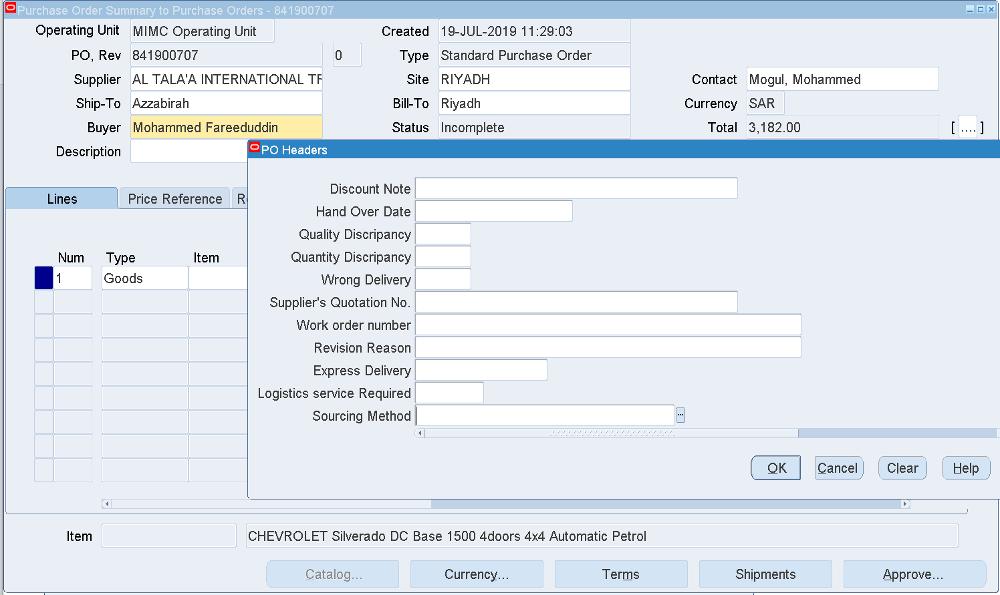 Purchase Order Summary to Purchase Orders - 841900707
Operating Unit MIMC Operating Unit Created 19-JUL-2019 11:29:03
PO, Rev 841900707 0 Type Standard Purchase Order
Supplier AL TALA'A INTERNATIONAL TR Site RIYADH Contact Mogul, Mohammed
Ship-To Azzabirah Bill-To Riyadh Currency SAR
Buyer Mohammed Fareeduddin Status Incomplete Total 3,182.00 [ .... ]
Description
PO Headers
Lines Price Reference
Num Type Item
1 Goods
Discount Note
Hand Over Date
Quality Discripancy
Quantity Discripancy
Wrong Delivery
Supplier's Quotation No.
Work order number
Revision Reason
Express Delivery
Logistics service Required
Sourcing Method ...
OK Cancel Clear Help
Item CHEVROLET Silverado DC Base 1500 4doors 4x4 Automatic Petrol
Catalog... Currency... Terms Shipments Approve...